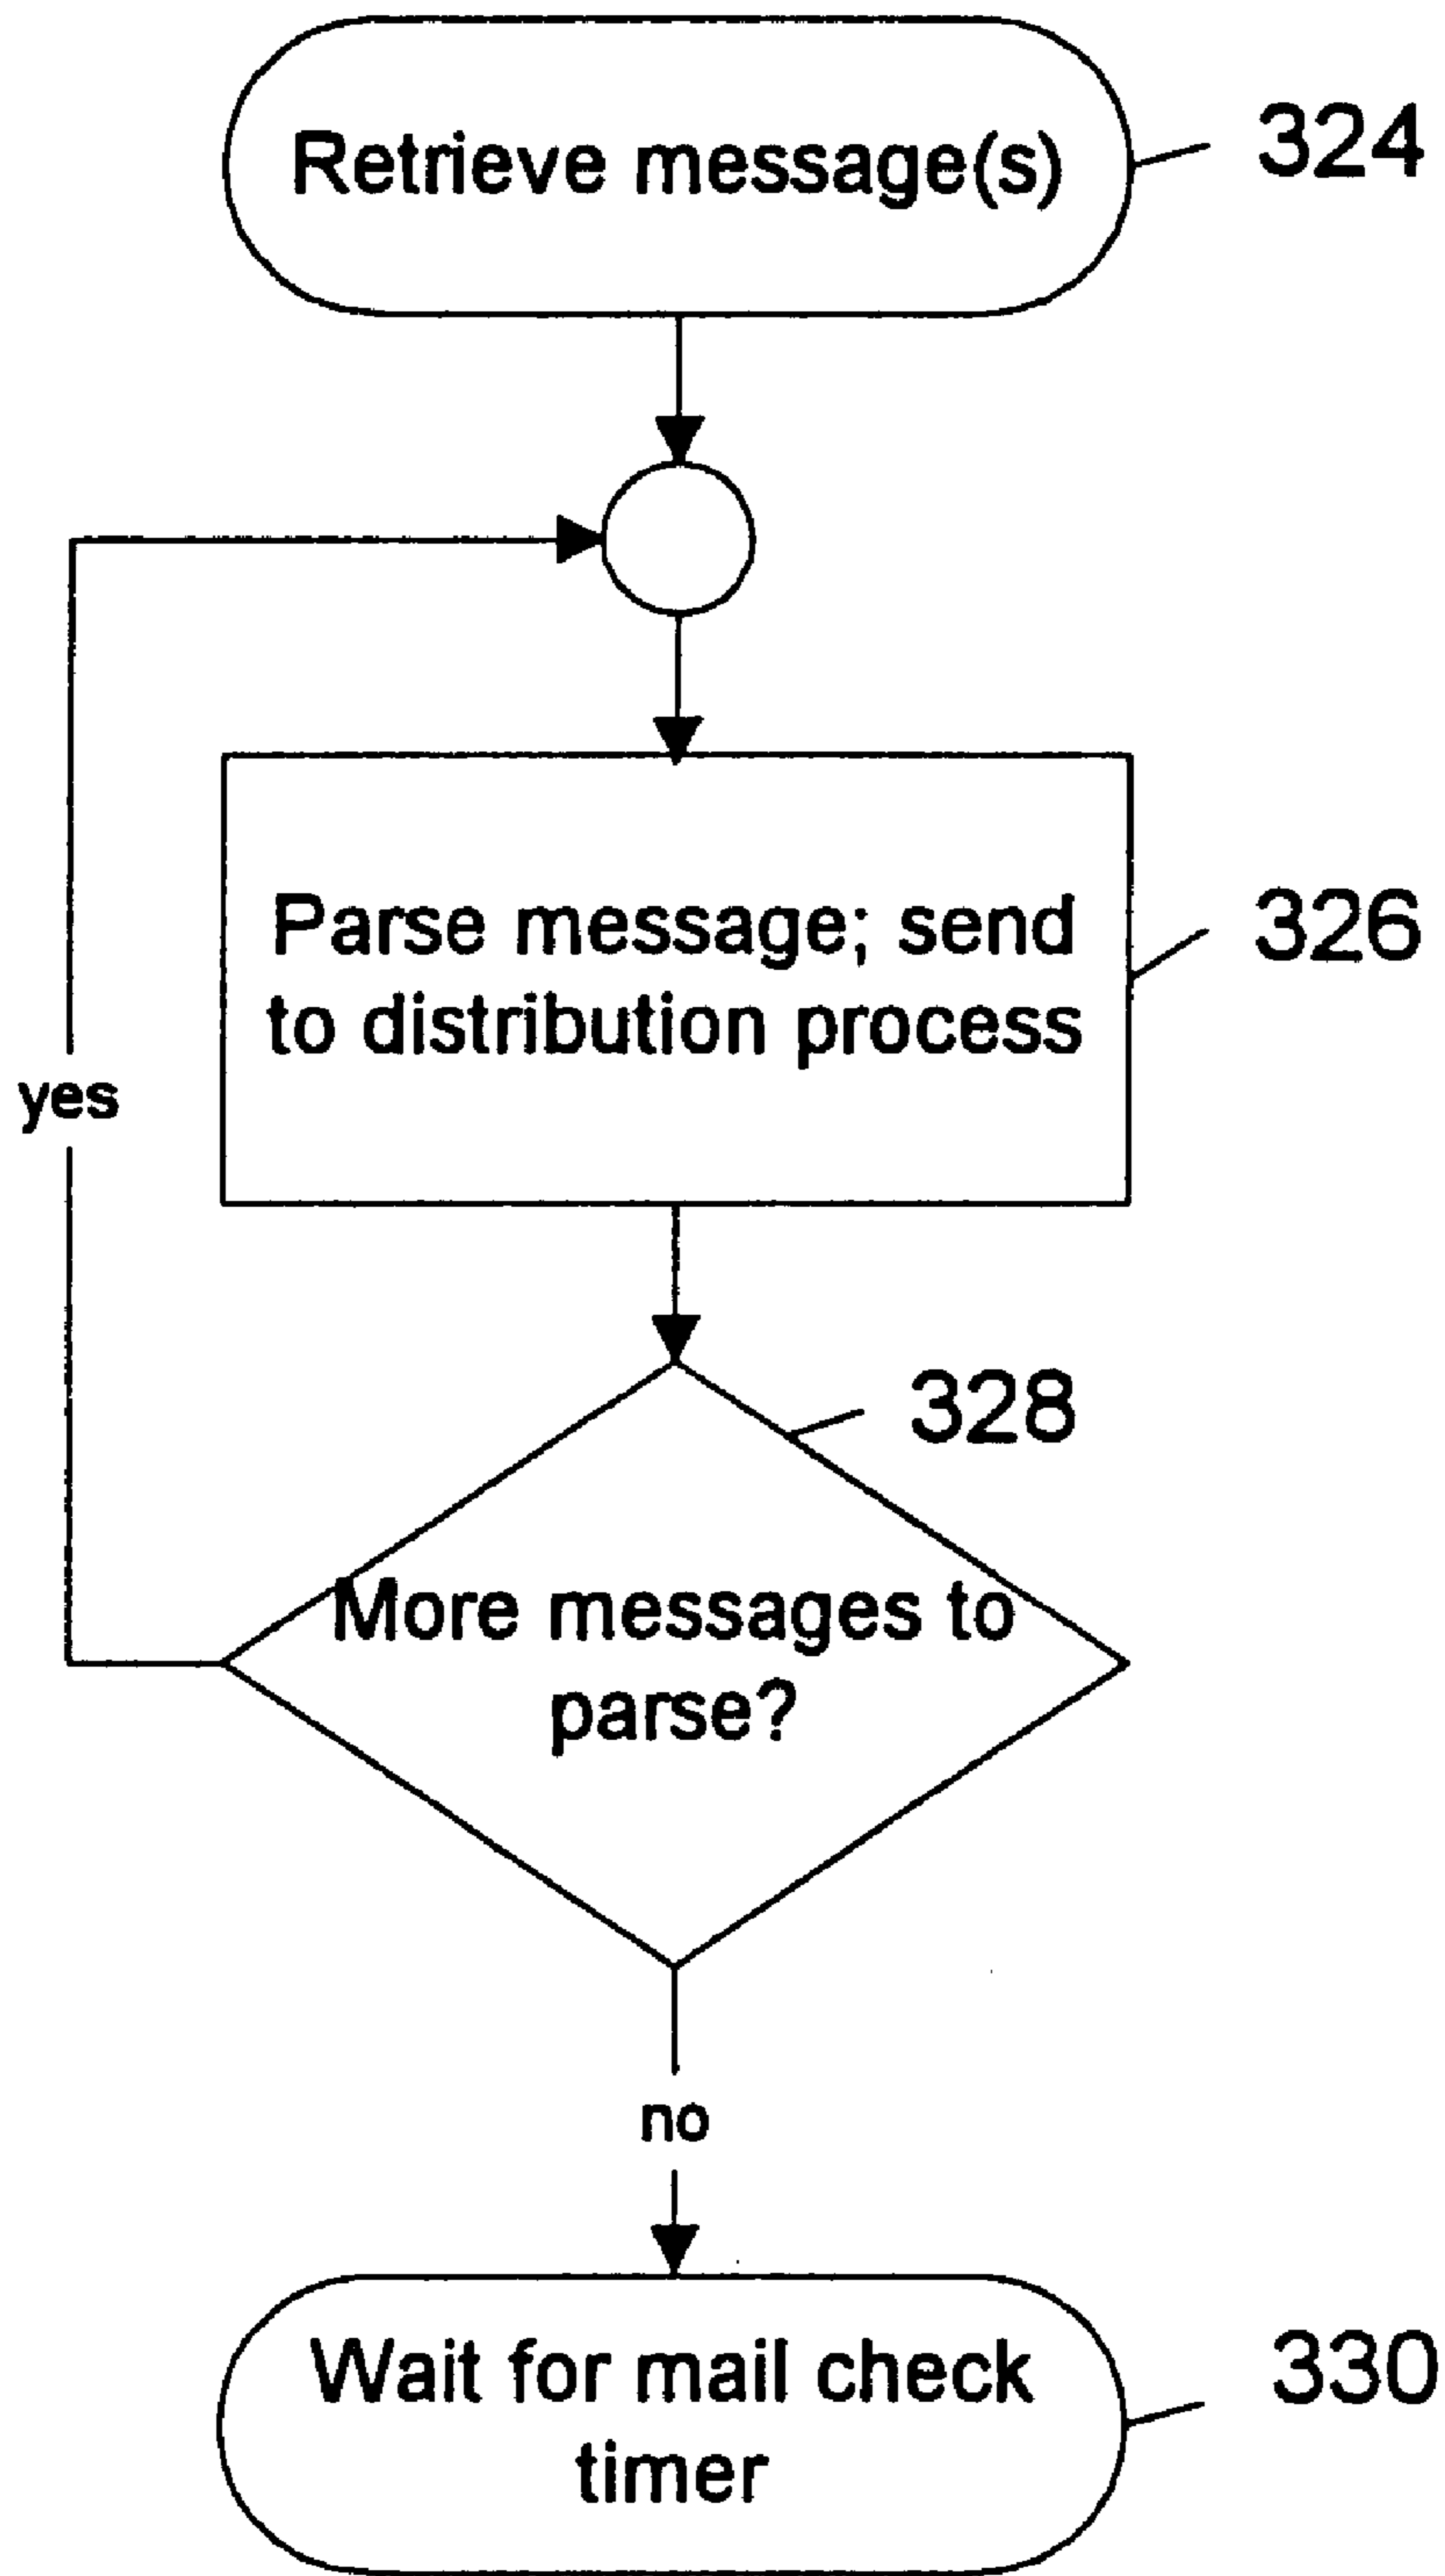 Retrieve message(s)
324
Parse message; send
to distribution process
326
yes
328
More messages to
parse?
no
Wait for mail check
timer
330